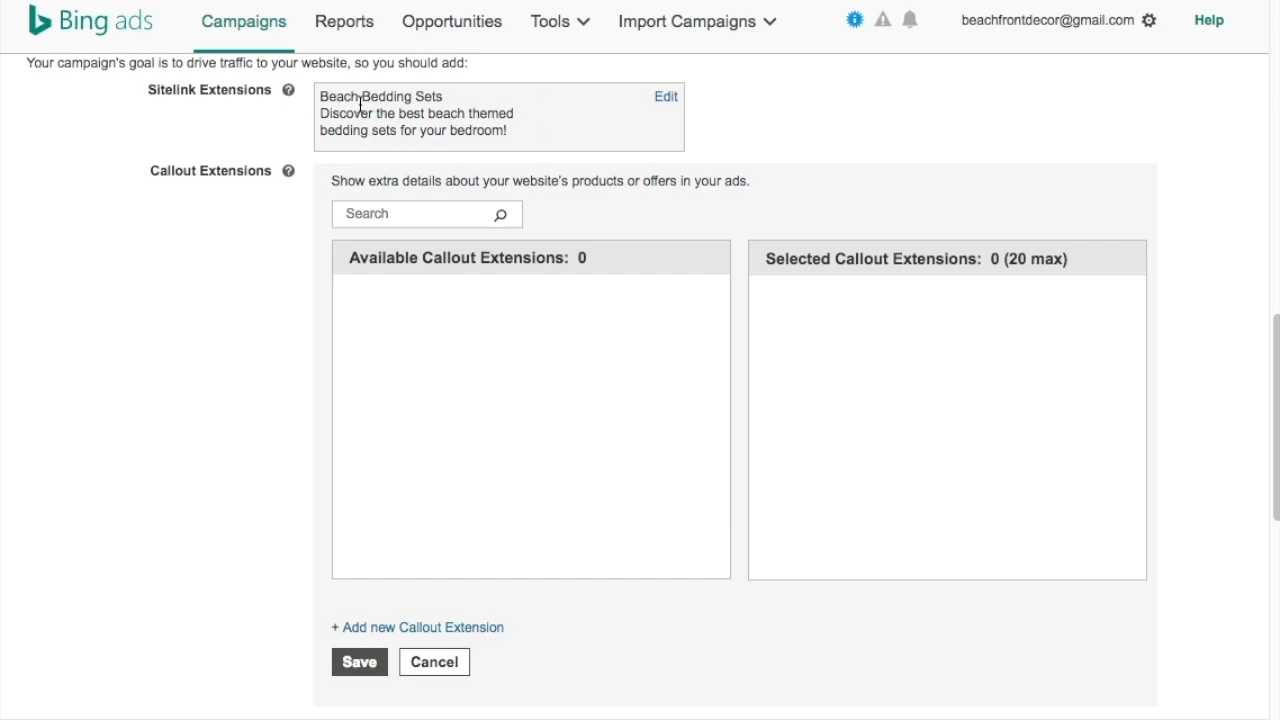 Bing ads Campaigns Reports Opportunities Tools Import Campaigns beachfrontdecor@gmail.com Help
Your campaign's goal is to drive traffic to your website, so you should add:
Sitelink Extensions ?
Beach Bedding Sets Edit
Discover the best beach themed
bedding sets for your bedroom!
Callout Extensions ?
Show extra details about your website's products or offers in your ads.
Search
Available Callout Extensions: 0
Selected Callout Extensions: 0 (20 max)
+ Add new Callout Extension
Save Cancel